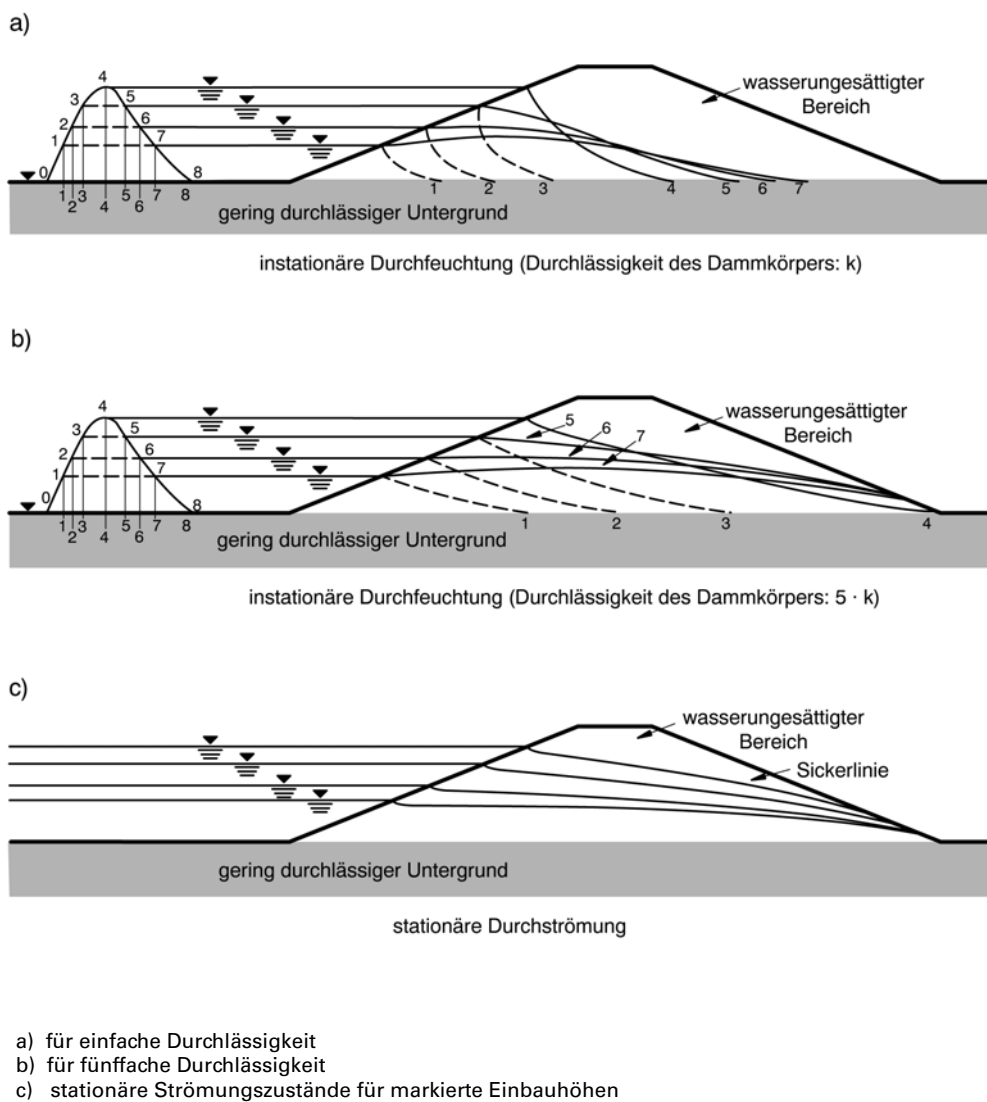 a)
4
3
5
2
6
1
7
0
8
1
2
3
4
5
6
7
8
wasserungesättigter
Bereich
1
2
3
4
5
6
7
gering durchlässiger Untergrund
instationäre Durchfeuchtung (Durchlässigkeit des Dammkörpers: k)
b)
4
3
5
2
6
1
7
0
8
1
2
3
4
5
6
7
8
5
6
7
wasserungesättigter
Bereich
1
2
3
4
gering durchlässiger Untergrund
instationäre Durchfeuchtung (Durchlässigkeit des Dammkörpers: 5 · k)
c)
wasserungesättigter
Bereich
Sickerlinie
gering durchlässiger Untergrund
stationäre Durchströmung
a) für einfache Durchlässigkeit
b) für fünffache Durchlässigkeit
c) stationäre Strömungszustände für markierte Einbauhöhen